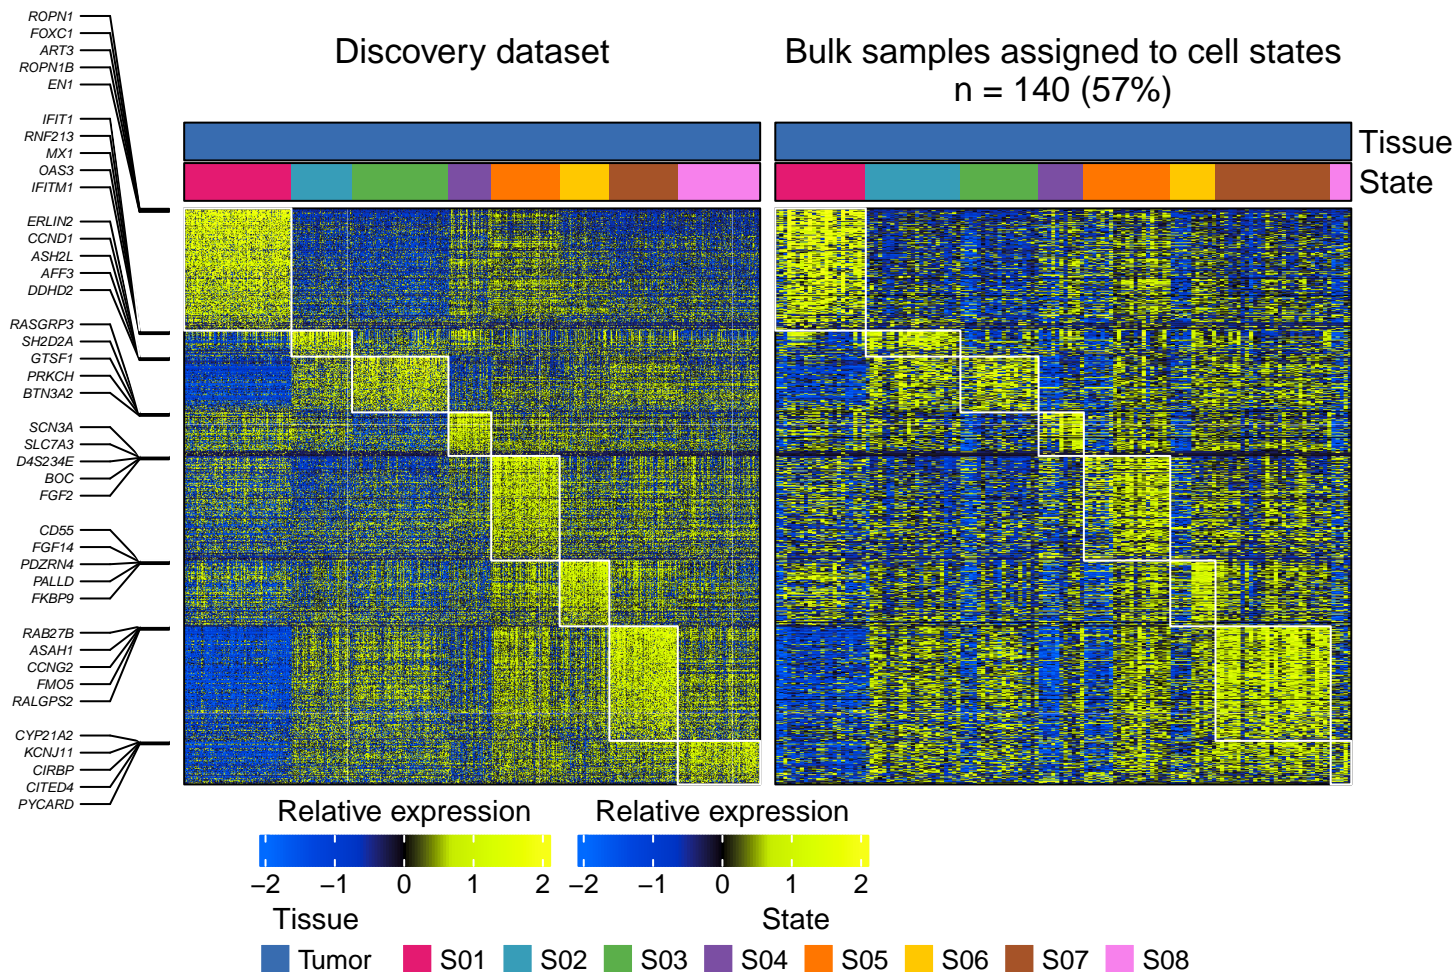 ROPN1
FOXC1
ART3
ROPN1B
EN1
IFIT1
RNF213
MX1
OAS3
IFITM1
ERLIN2
CCND1
ASH2L
AFF3
DDHD2
RASGRP3
SH2D2A
GTSF1
PRKCH
BTN3A2
SCN3A
SLC7A3
D4S234E
BOC
FGF2
CD55
FGF14
PDZRN4
PALLD
FKBP9
RAB27B
ASAH1
CCNG2
FMO5
RALGPS2
CYP21A2
KCNJ11
CIRBP
CITED4
PYCARD
Discovery dataset
Bulk samples assigned to cell states
n = 140 (57%)
Tissue
State
Relative expression
−2 −1 0 1 2
Relative expression
−2 −1 0 1 2
Tissue
Tumor
State
S01 S02 S03 S04 S05 S06 S07 S08